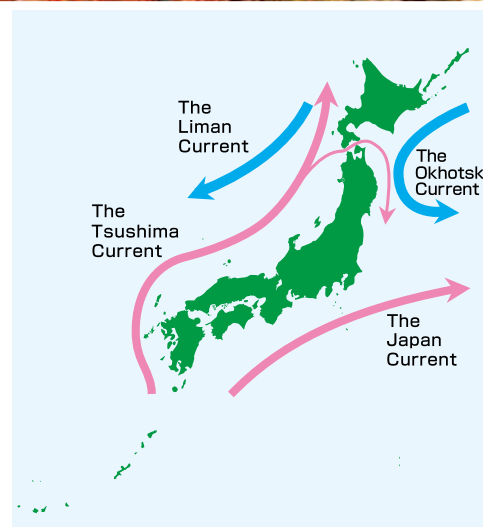 The
Liman
Current
The
Okhotsk
Current
The
Tsushima
Current
The
Japan
Current